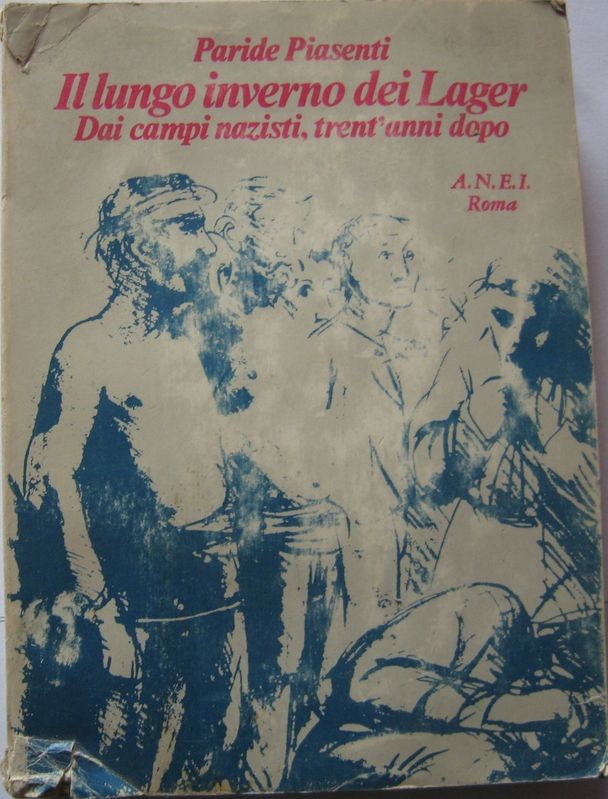 Paride Piasenti
Il lungo inverno dei Lager
Dai campi nazisti, trent'anni dopo
A.N.E.I.
Roma